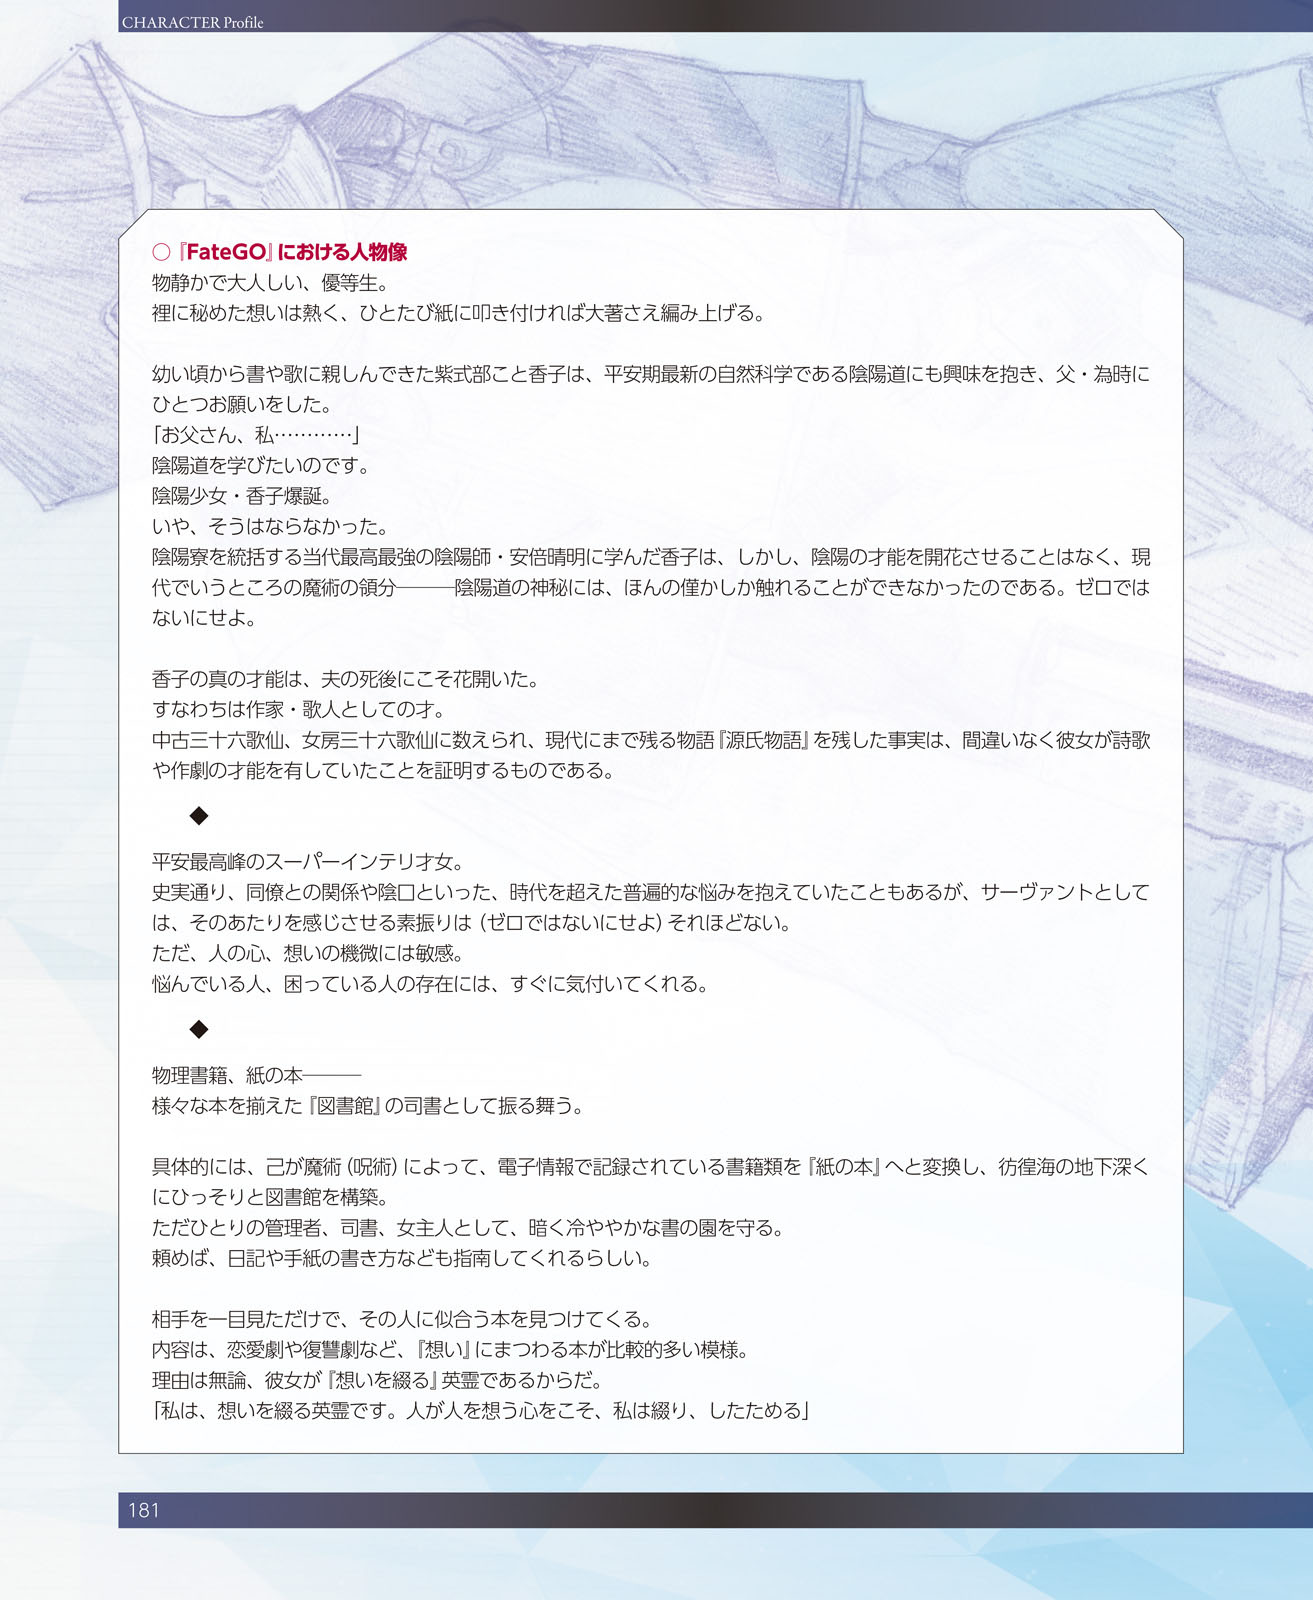 CHARACTER Profile
○『FateGO』における人物像
物静かで大人しい、優等生。
裡に秘めた想いは熱く、ひとたび紙に叩き付ければ大著さえ編み上げる。
幼い頃から書や歌に親しんできた紫式部こと香子は、平安期最新の自然科学である陰陽道にも興味を抱き、父・為時に
ひとつお願いをした。
「お父さん、私…………」
陰陽道を学びたいのです。
陰陽少女・香子爆誕。
いや、そうはならなかった。
陰陽寮を統括する当代最高最強の陰陽師・安倍晴明に学んだ香子は、しかし、陰陽の才能を開花させることはなく、現
代でいうところの魔術の領分―――陰陽道の神秘には、ほんの僅かしか触れることができなかったのである。ゼロでは
ないにせよ。
香子の真の才能は、夫の死後にこそ花開いた。
すなわちは作家・歌人としての才。
中古三十六歌仙、女房三十六歌仙に数えられ、現代にまで残る物語『源氏物語』を残した事実は、間違いなく彼女が詩歌
や作劇の才能を有していたことを証明するものである。
◆
平安最高峰のスーパーインテリ才女。
史実通り、同僚との関係や陰口といった、時代を超えた普遍的な悩みを抱えていたこともあるが、サーヴァントとして
は、そのあたりを感じさせる素振りは（ゼロではないにせよ）それほどない。
ただ、人の心、想いの機微には敏感。
悩んでいる人、困っている人の存在には、すぐに気付いてくれる。
◆
物理書籍、紙の本―――
様々な本を揃えた『図書館』の司書として振る舞う。
具体的には、己が魔術（呪術）によって、電子情報で記録されている書籍類を『紙の本』へと変換し、彷徨海の地下深く
にひっそりと図書館を構築。
ただひとりの管理者、司書、女主人として、暗く冷ややかな書の園を守る。
頼めば、日記や手紙の書き方なども指南してくれるらしい。
相手を一目見ただけで、その人に似合う本を見つけてくる。
内容は、恋愛劇や復讐劇など、『想い』にまつわる本が比較的多い模様。
理由は無論、彼女が『想いを綴る』英霊であるからだ。
「私は、想いを綴る英霊です。人が人を想う心をこそ、私は綴り、したためる」
181